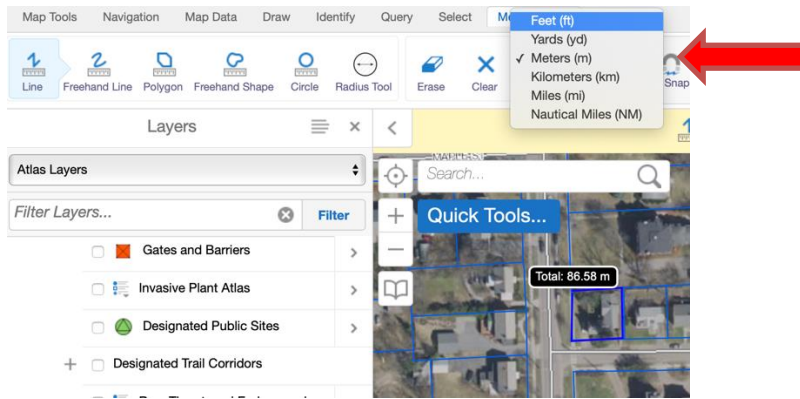 Map Tools Navigation Map Data Draw Identify Query Select
Feet (ft)
Yards (yd)
✓ Meters (m)
Kilometers (km)
Miles (mi)
Nautical Miles (NM)
Line Freehand Line Polygon Freehand Shape Circle Radius Tool Erase Clear Snap
Layers
Atlas Layers
Filter Layers... Filter
Search...
Quick Tools...
Gates and Barriers
Invasive Plant Atlas
Designated Public Sites
Designated Trail Corridors
Total: 86.58 m